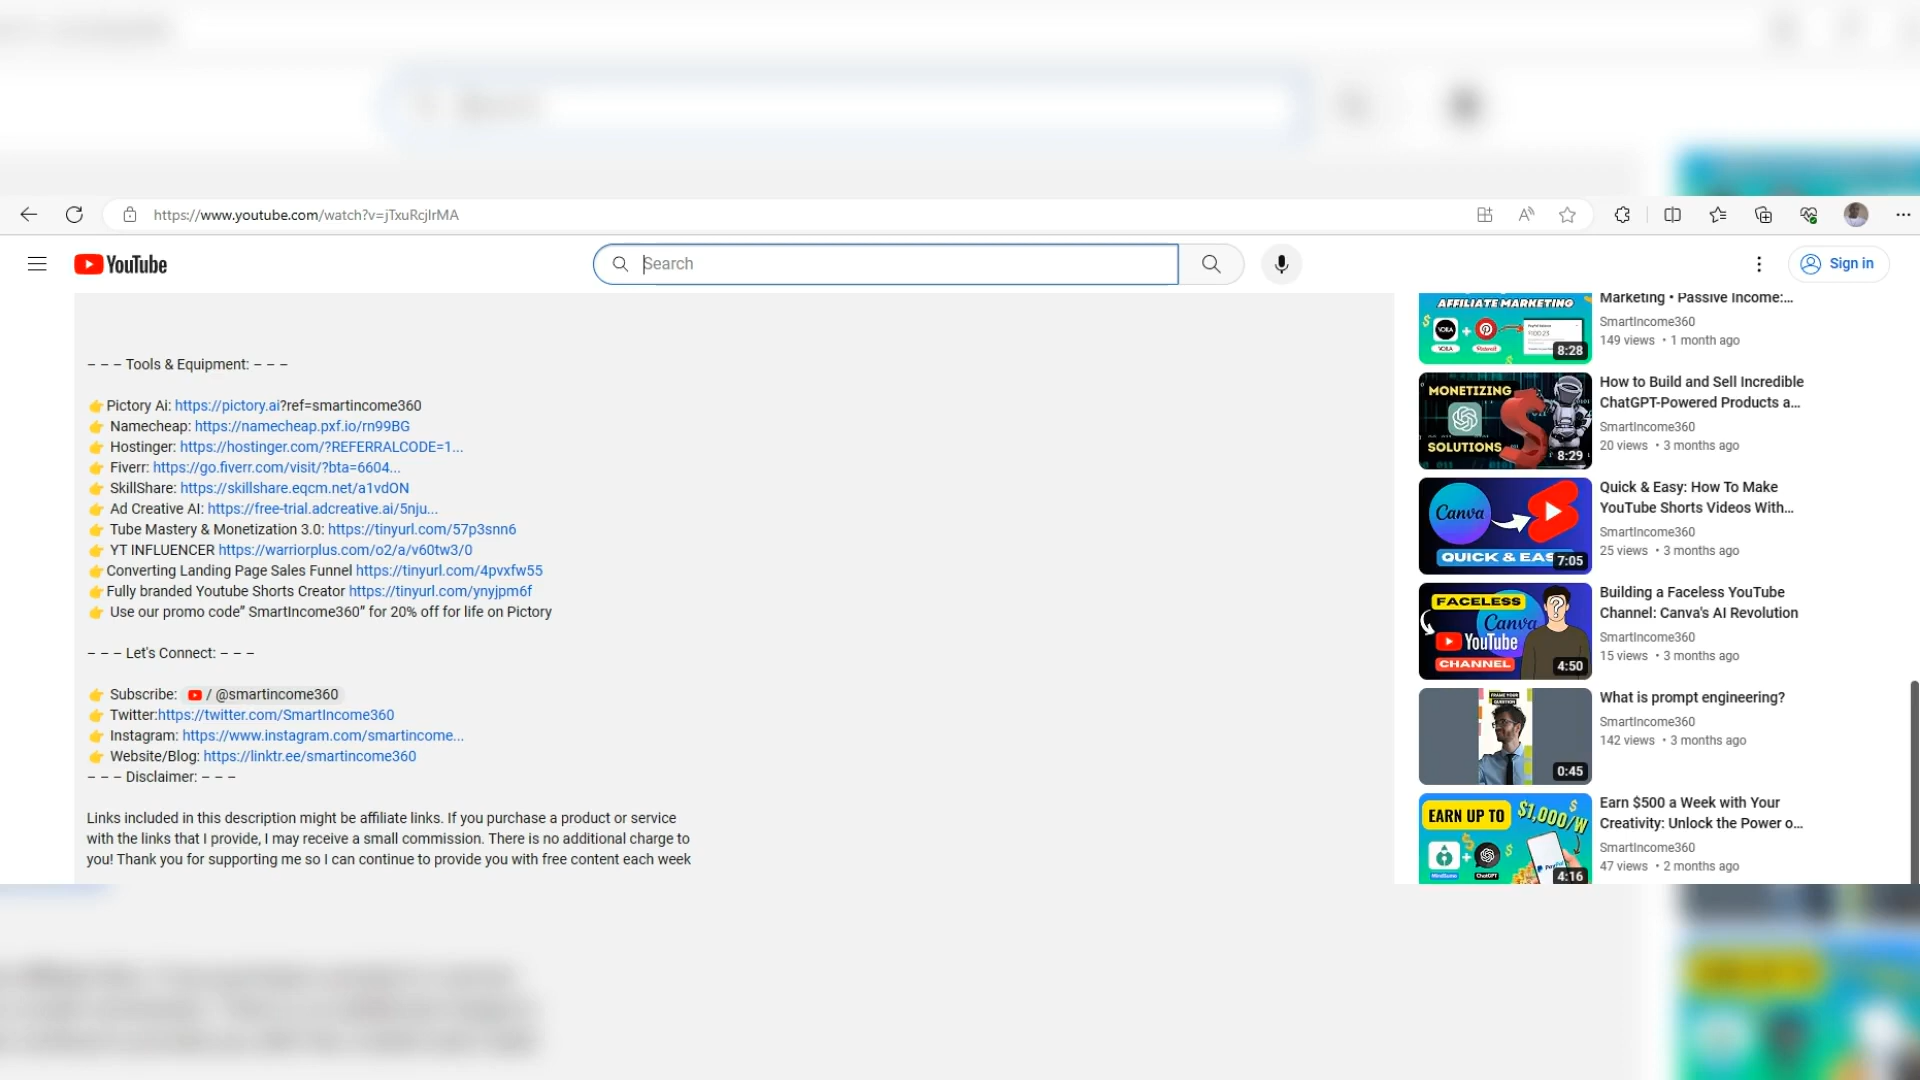 https://www.youtube.com/watch?v=jTxuRcjlrMA
YouTube
Search
Sign in
– – – Tools & Equipment: – – –
👉Pictory Ai: https://pictory.ai?ref=smartincome360
👉 Namecheap: https://namecheap.pxf.io/rn99BG
👉 Hostinger: https://hostinger.com/?REFERRALCODE=1...
👉 Fiverr: https://go.fiverr.com/visit/?bta=6604...
👉 SkillShare: https://skillshare.eqcm.net/a1vdON
👉 Ad Creative AI: https://free-trial.adcreative.ai/5nju...
👉 Tube Mastery & Monetization 3.0: https://tinyurl.com/57p3snn6
👉 YT INFLUENCER https://warriorplus.com/o2/a/v60tw3/0
👉Converting Landing Page Sales Funnel https://tinyurl.com/4pvxfw55
👉Fully branded Youtube Shorts Creator https://tinyurl.com/ynyjpm6f
👉 Use our promo code” SmartIncome360” for 20% off for life on Pictory
– – – Let's Connect: – – –
👉 Subscribe: / @smartincome360
👉 Twitter:https://twitter.com/SmartIncome360
👉 Instagram: https://www.instagram.com/smartincome...
👉 Website/Blog: https://linktr.ee/smartincome360
– – – Disclaimer: – – –
Links included in this description might be affiliate links. If you purchase a product or service
with the links that I provide, I may receive a small commission. There is no additional charge to
you! Thank you for supporting me so I can continue to provide you with free content each week
AFFILIATE MARKETING
VOILA
VOILA
Pinterest
8:28
Marketing • Passive Income:...
SmartIncome360
149 views • 1 month ago
MONETIZING
SOLUTIONS
8:29
How to Build and Sell Incredible
ChatGPT-Powered Products a...
SmartIncome360
20 views • 3 months ago
Canva
QUICK & EAS
7:05
Quick & Easy: How To Make
YouTube Shorts Videos With...
SmartIncome360
25 views • 3 months ago
FACELESS
Canva
YouTube
CHANNEL
4:50
Building a Faceless YouTube
Channel: Canva's AI Revolution
SmartIncome360
15 views • 3 months ago
FRAME YOUR
QUESTION
0:45
What is prompt engineering?
SmartIncome360
142 views • 3 months ago
EARN UP TO
$1,000/W
ChatGPT
PayPal
4:16
Earn $500 a Week with Your
Creativity: Unlock the Power o...
SmartIncome360
47 views • 2 months ago